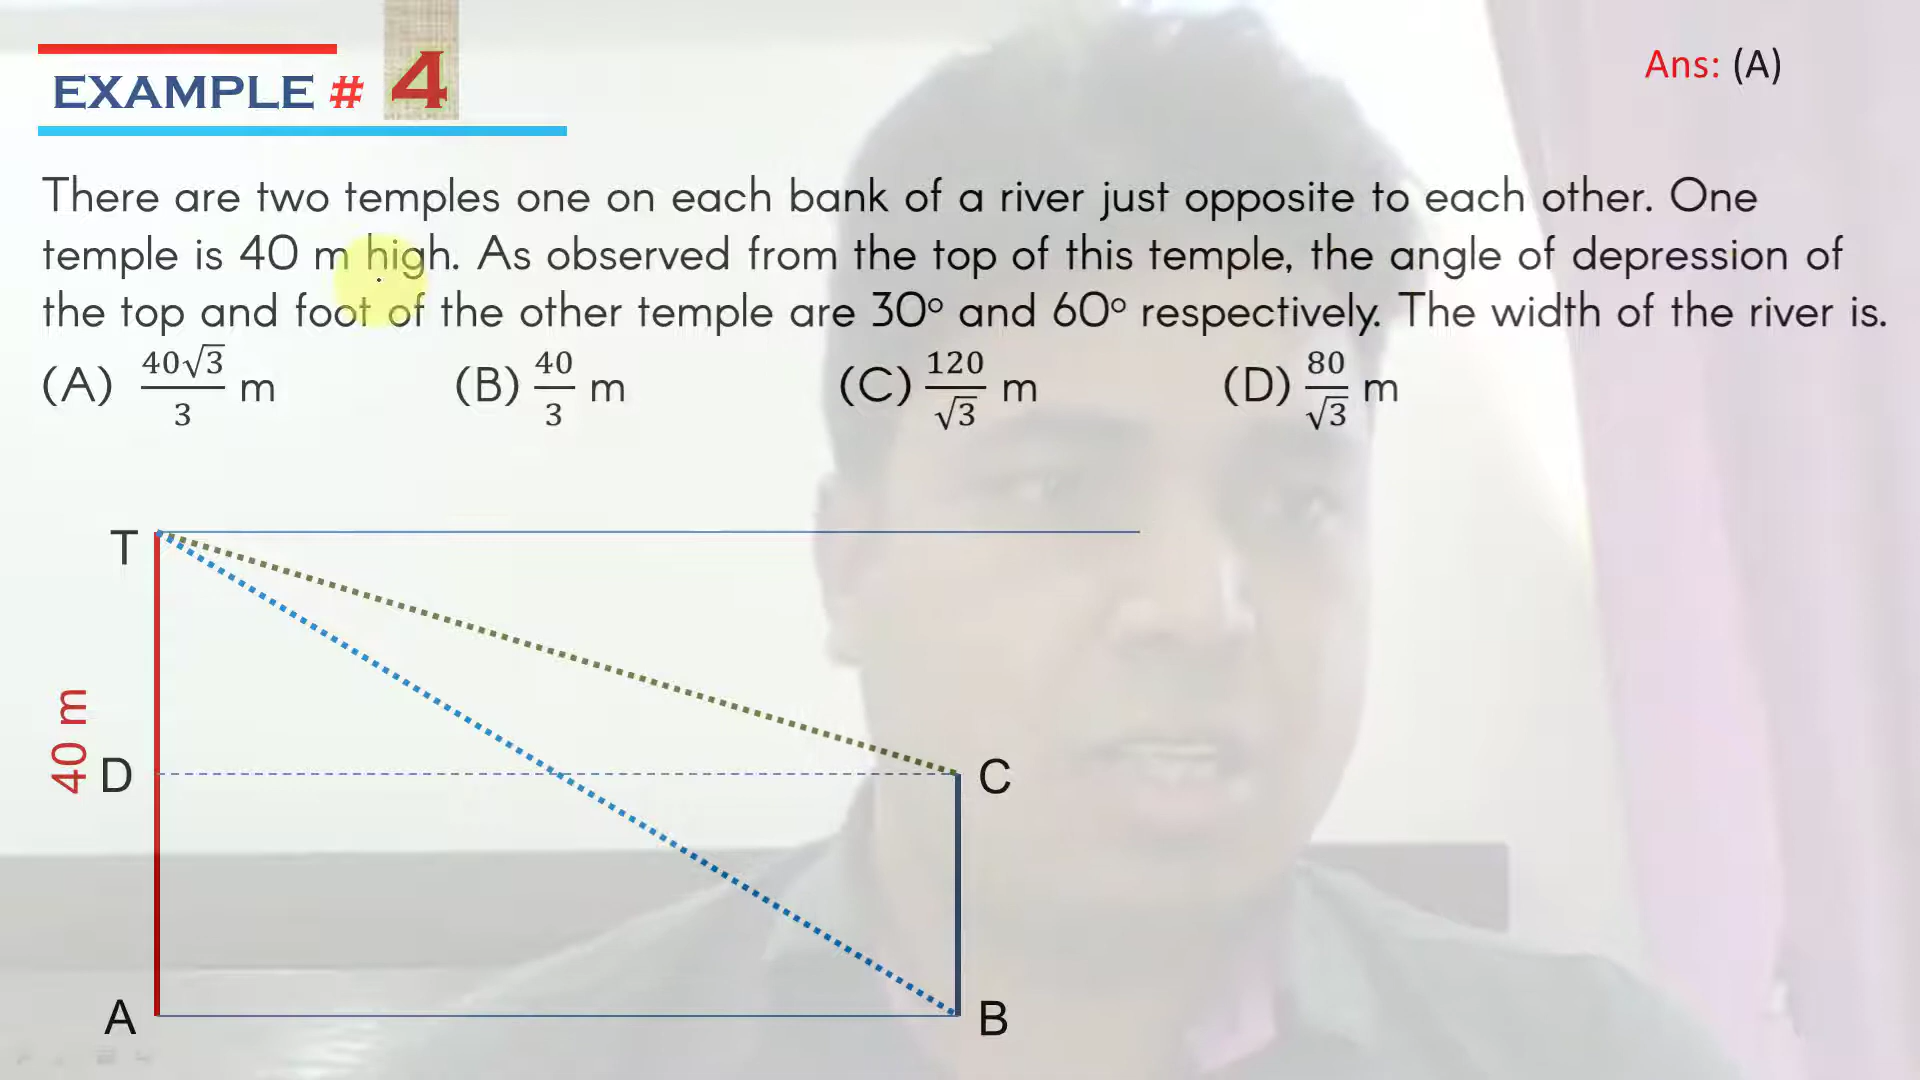 EXAMPLE # 4
Ans: (A)
There are two temples one on each bank of a river just opposite to each other. One
temple is 40 m high. As observed from the top of this temple, the angle of depression of
the top and foot of the other temple are 30° and 60° respectively. The width of the river is.
(A) 40√3/3 m (B) 40/3 m (C) 120/√3 m (D) 80/√3 m
T
40 m
D
C
A
B